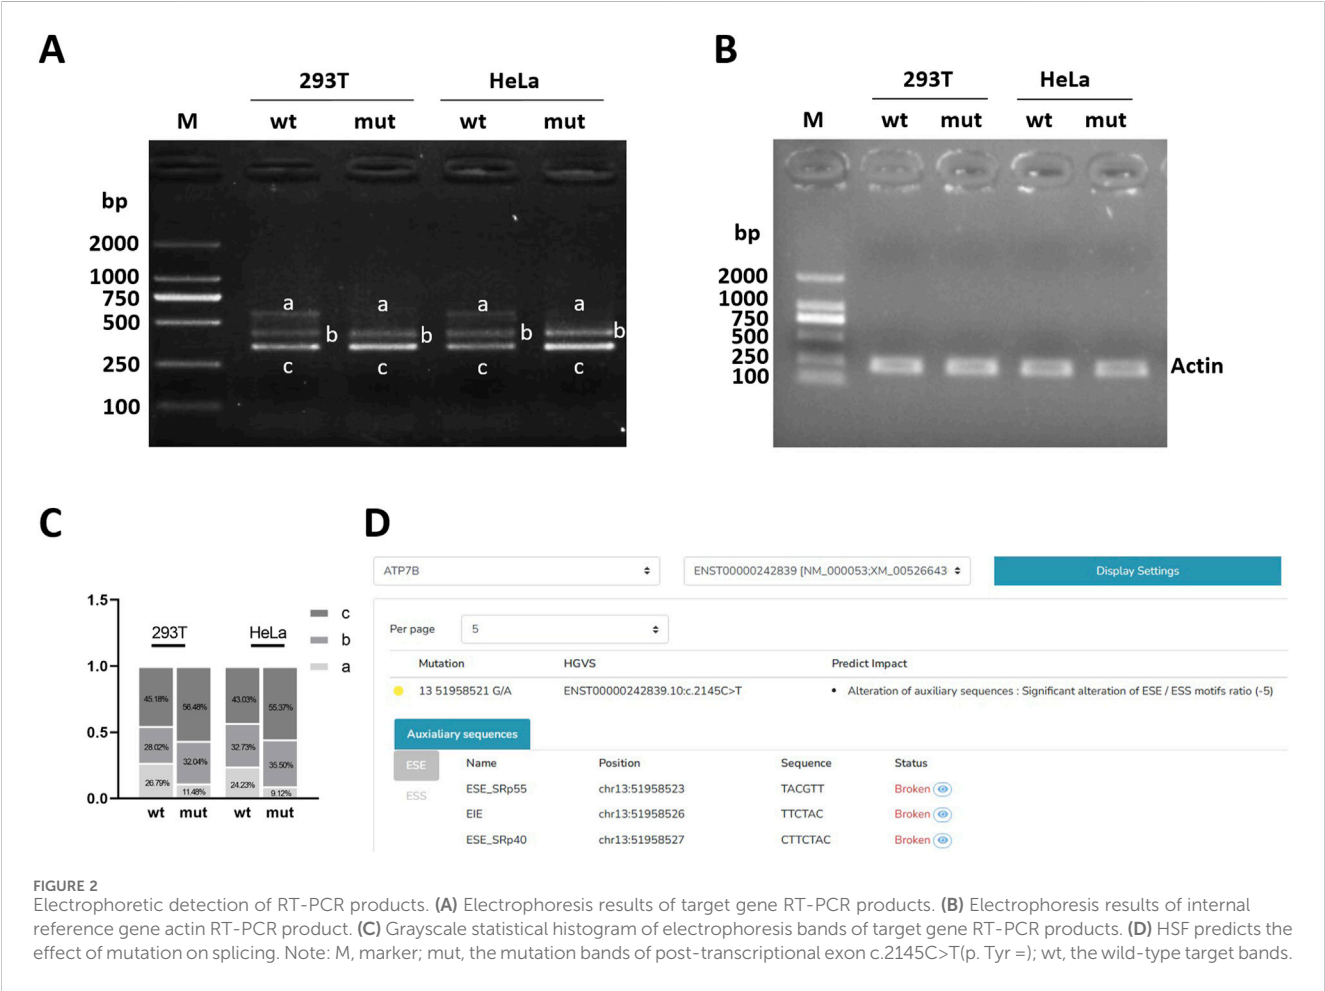 A
293T HeLa
M wt mut wt mut
bp
2000
1000
750
500
250
100
a a a a
b b b b
c c c c
B
293T HeLa
M wt mut wt mut
bp
2000
1000
750
500
250
100
Actin
C
1.5
1.0
0.5
0.0
293T HeLa
c
b
a
45.18% 56.48% 43.03% 55.37%
28.02% 32.04% 32.73% 35.50%
26.79% 11.48% 24.23% 9.12%
wt mut wt mut
D
ATP7B ENST00000242839 [NM_000053;XM_00526643 Display Settings
Per page 5
Mutation HGVS Predict Impact
13 51958521 G/A ENST00000242839.10:c.2145C>T • Alteration of auxiliary sequences : Significant alteration of ESE / ESS motifs ratio (-5)
Auxialiary sequences
ESE
ESS
Name Position Sequence Status
ESE_SRp55 chr13:51958523 TACGTT Broken
EIE chr13:51958526 TTCTAC Broken
ESE_SRp40 chr13:51958527 CTTCTAC Broken
FIGURE 2
Electrophoretic detection of RT-PCR products. (A) Electrophoresis results of target gene RT-PCR products. (B) Electrophoresis results of internal
reference gene actin RT-PCR product. (C) Grayscale statistical histogram of electrophoresis bands of target gene RT-PCR products. (D) HSF predicts the
effect of mutation on splicing. Note: M, marker; mut, the mutation bands of post-transcriptional exon c.2145C>T(p. Tyr =); wt, the wild-type target bands.